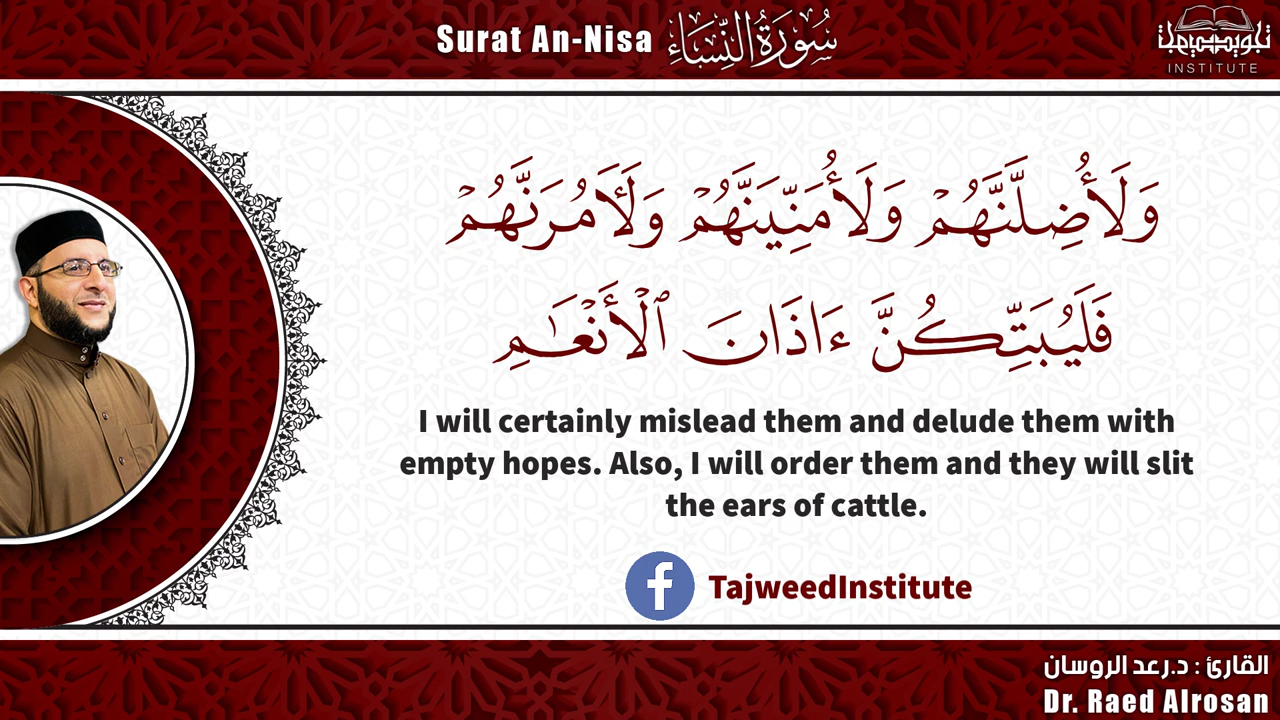 Surat An-Nisa سُورَةُ النِّسَاءِ
INSTITUTE
وَلَأُضِلَّنَّهُمْ وَلَأُمَنِّيَنَّهُمْ وَلَـَٔامُرَنَّهُمْ
فَلَيُبَتِّكُنَّ ءَاذَانَ ٱلْأَنْعَـٰمِ
I will certainly mislead them and delude them with
empty hopes. Also, I will order them and they will slit
the ears of cattle.
TajweedInstitute
القارئ : د.رعد الروسان
Dr. Raed Alrosan